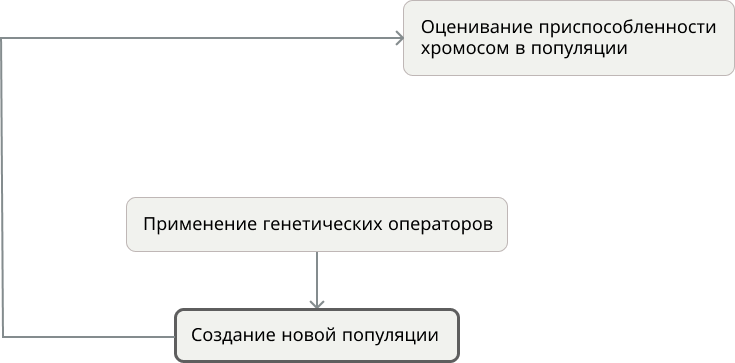 Оценивание приспособленности
хромосом в популяции
Применение генетических операторов
Создание новой популяции